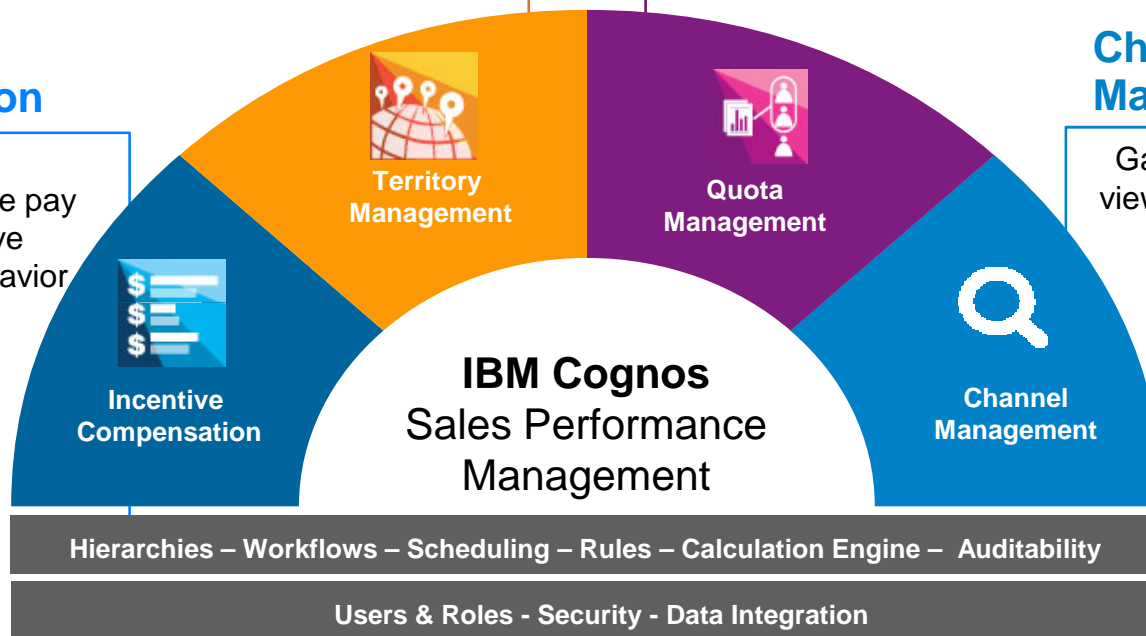 on
e pay
ve
avior
Ch
Ma
Ga
view
Territory
Management
Quota
Management
$
$
$
Incentive
Compensation
Channel
Management
IBM Cognos
Sales Performance
Management
Hierarchies – Workflows – Scheduling – Rules – Calculation Engine – Auditability
Users & Roles - Security - Data Integration